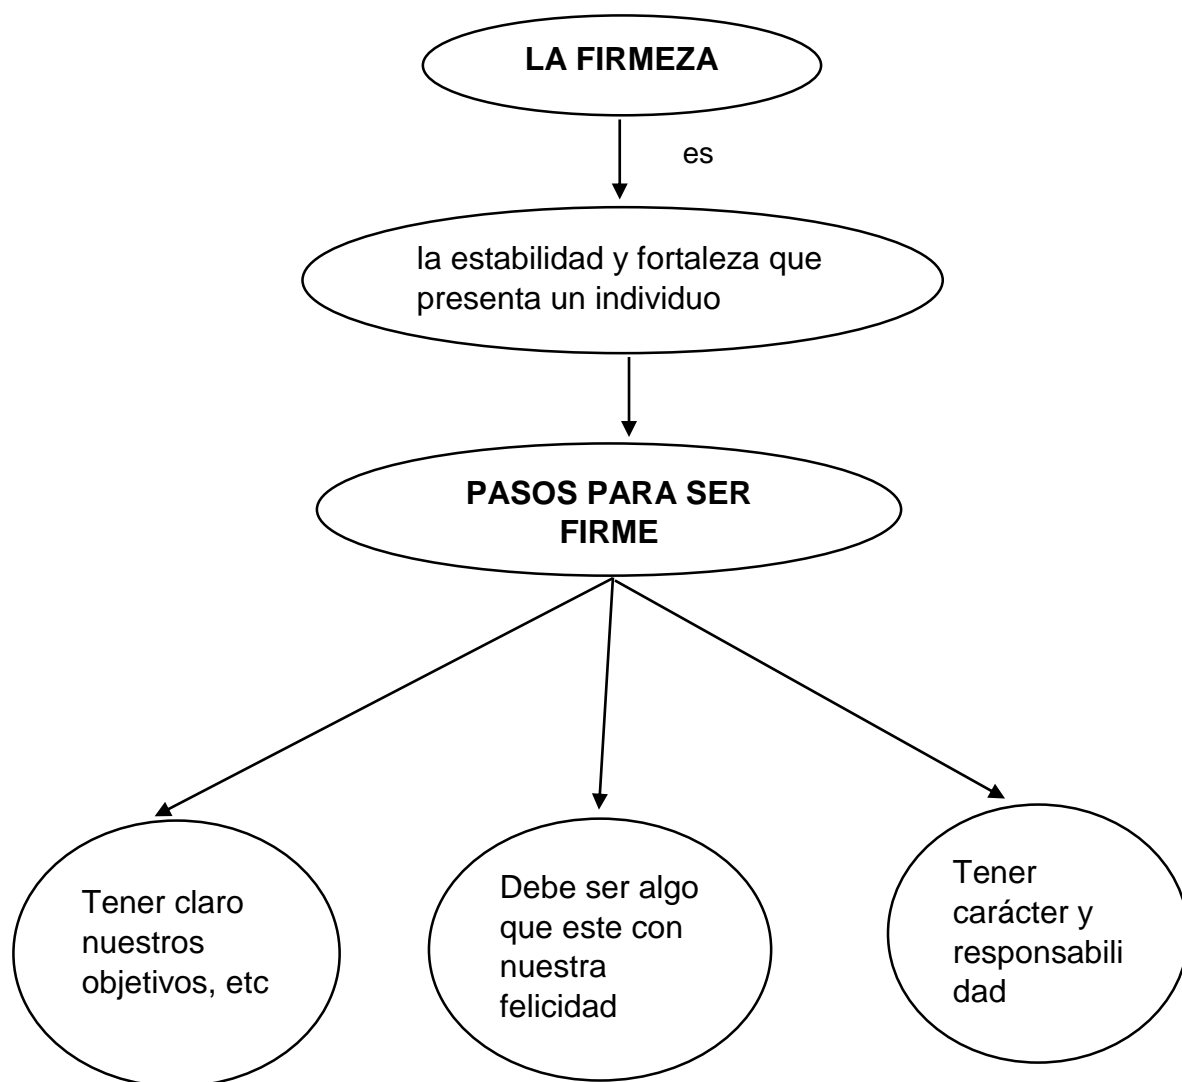 LA FIRMEZA
es
la estabilidad y fortaleza que
presenta un individuo
PASOS PARA SER
FIRME
Tener claro
nuestros
objetivos, etc
Debe ser algo
que este con
nuestra
felicidad
Tener
carácter y
responsabili
dad